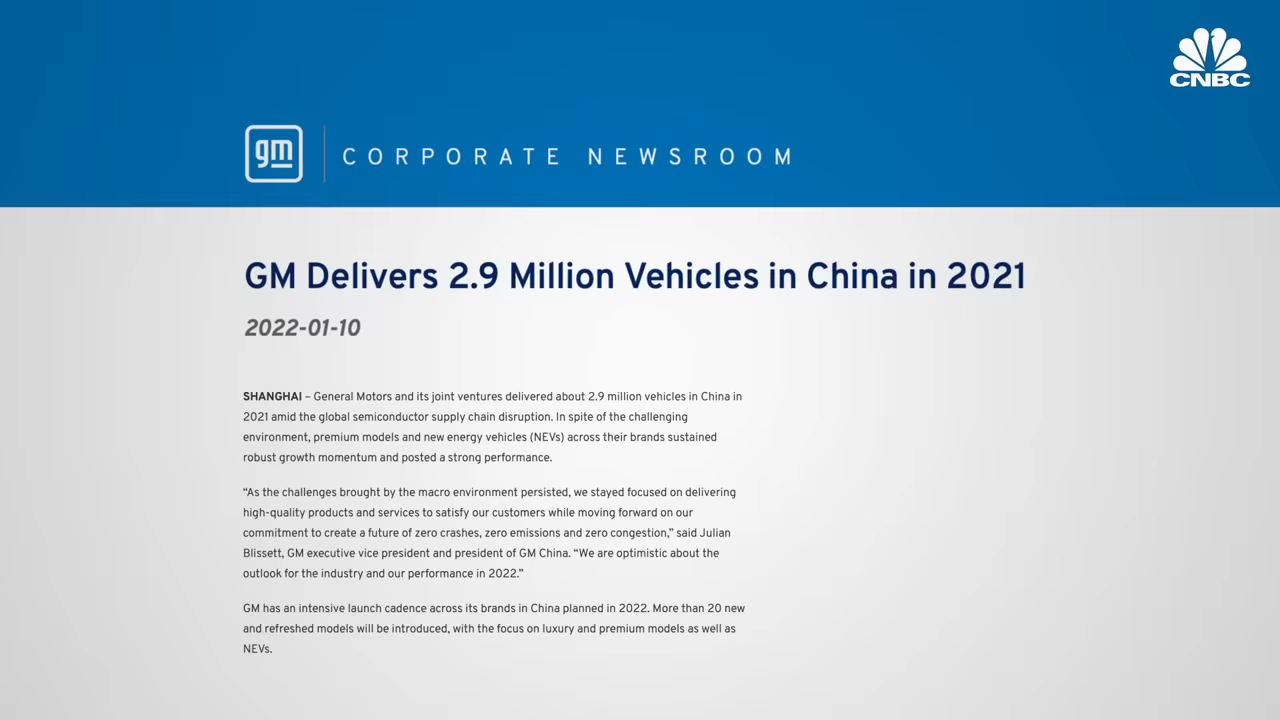 CNBC
gm
CORPORATE NEWSROOM
GM Delivers 2.9 Million Vehicles in China in 2021
2022-01-10
SHANGHAI – General Motors and its joint ventures delivered about 2.9 million vehicles in China in
2021 amid the global semiconductor supply chain disruption. In spite of the challenging
environment, premium models and new energy vehicles (NEVs) across their brands sustained
robust growth momentum and posted a strong performance.
“As the challenges brought by the macro environment persisted, we stayed focused on delivering
high-quality products and services to satisfy our customers while moving forward on our
commitment to create a future of zero crashes, zero emissions and zero congestion,” said Julian
Blissett, GM executive vice president and president of GM China. “We are optimistic about the
outlook for the industry and our performance in 2022.”
GM has an intensive launch cadence across its brands in China planned in 2022. More than 20 new
and refreshed models will be introduced, with the focus on luxury and premium models as well as
NEVs.